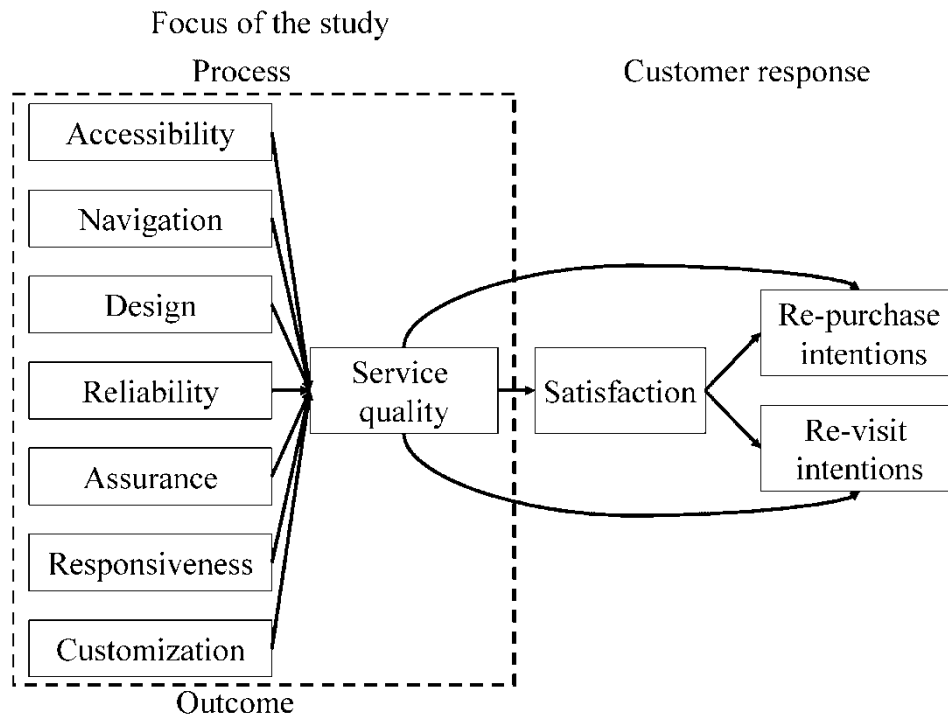 Focus of the study
Process
Customer response
Accessibility
Navigation
Design
Reliability
Assurance
Responsiveness
Customization
Service
quality
Satisfaction
Re-purchase
intentions
Re-visit
intentions
Outcome